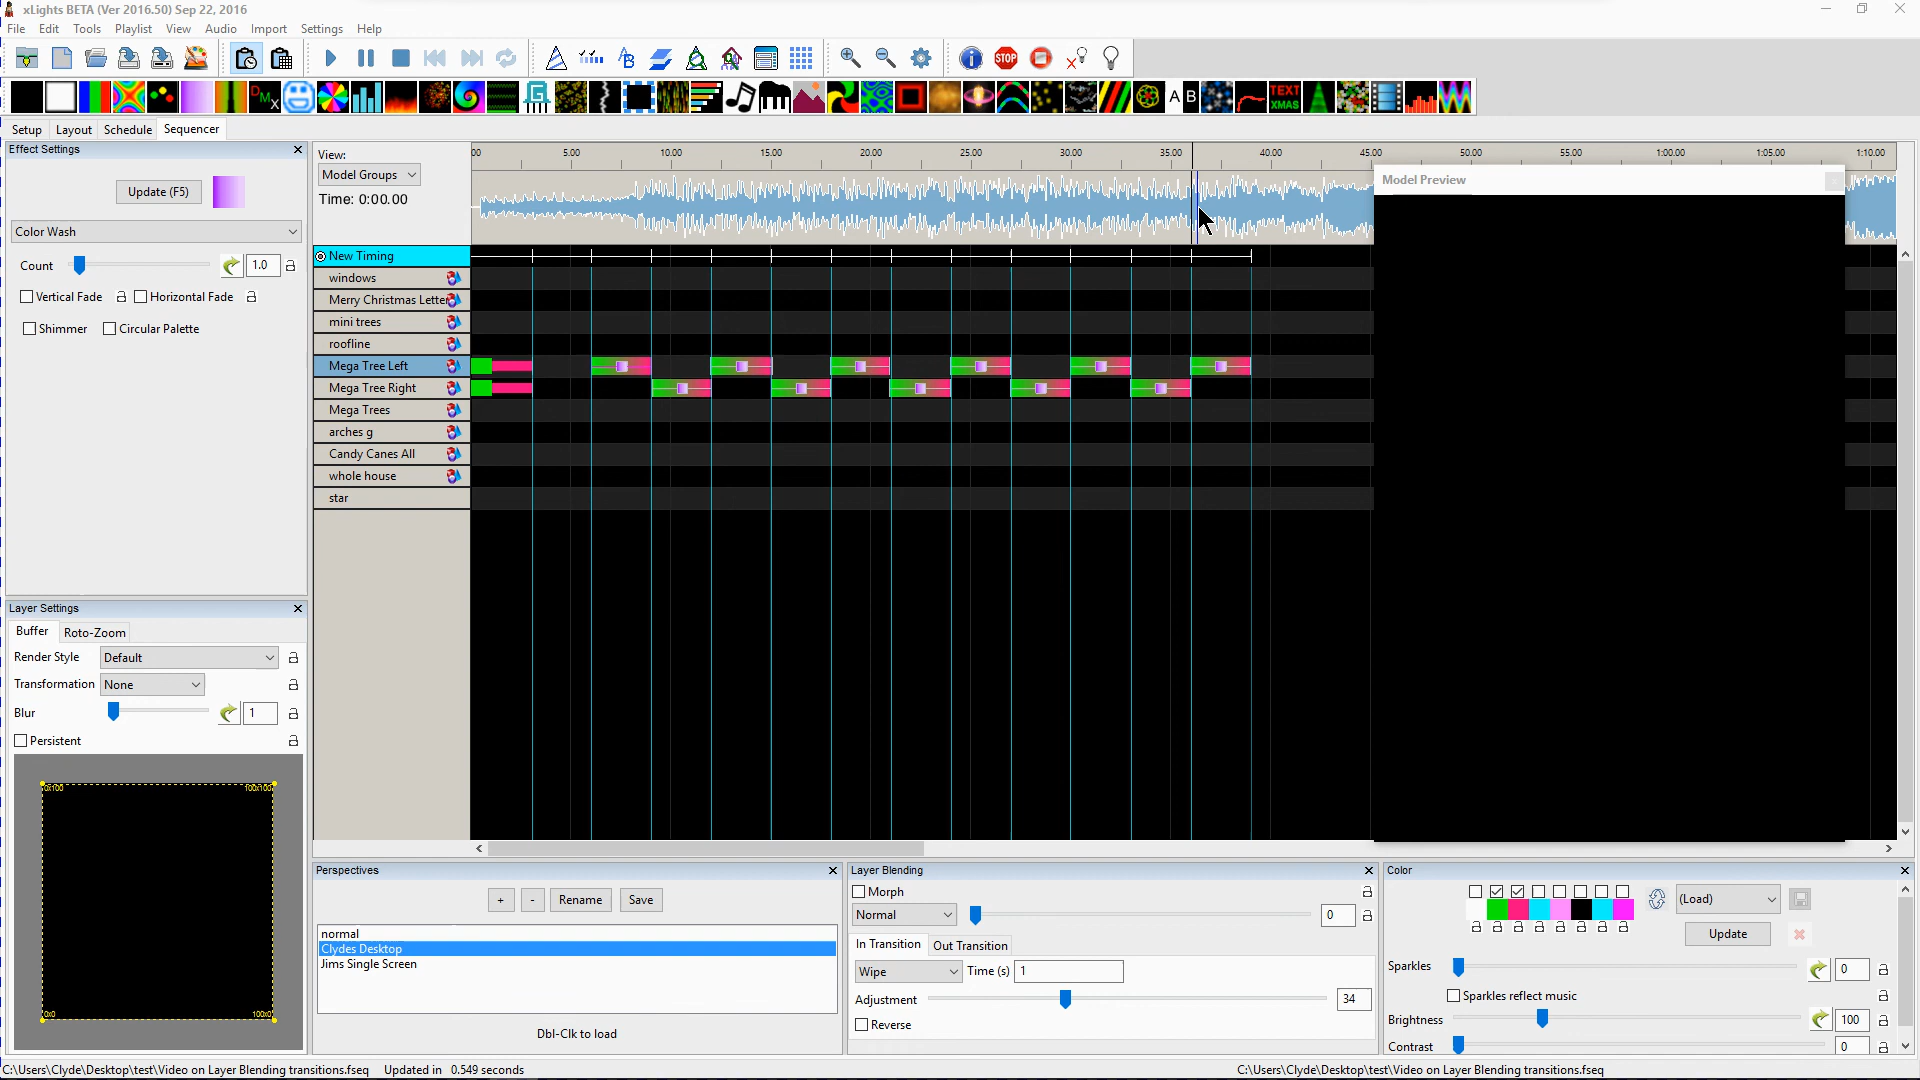 xLights BETA (Ver 2016.50) Sep 22, 2016
File Edit Tools Playlist View Audio Import Settings Help
DMX
A B
TEXT XMAS
Setup Layout Schedule Sequencer
Effect Settings
Update (F5)
Color Wash
Count 1.0
Vertical Fade Horizontal Fade
Shimmer Circular Palette
View:
Model Groups
Time: 0:00.00
00 5.00 10.00 15.00 20.00 25.00 30.00 35.00 40.00 45.00 50.00 55.00 1:00.00 1:05.00 1:10.00
Model Preview
New Timing
windows
Merry Christmas Letter
mini trees
roofline
Mega Tree Left
Mega Tree Right
Mega Trees
arches g
Candy Canes All
whole house
star
Layer Settings
Buffer Roto-Zoom
Render Style Default
Transformation None
Blur 1
Persistent
0x100 100x100
0x0 100x0
Perspectives
+ - Rename Save
normal
Clydes Desktop
Jims Single Screen
Dbl-Clk to load
Layer Blending
Morph
Normal 0
In Transition Out Transition
Wipe Time (s) 1
Adjustment 34
Reverse
Color
(Load)
Update
Sparkles 0
Sparkles reflect music
Brightness 100
Contrast 0
C:\Users\Clyde\Desktop\test\Video on Layer Blending transitions.fseq Updated in 0.549 seconds
C:\Users\Clyde\Desktop\test\Video on Layer Blending transitions.fseq